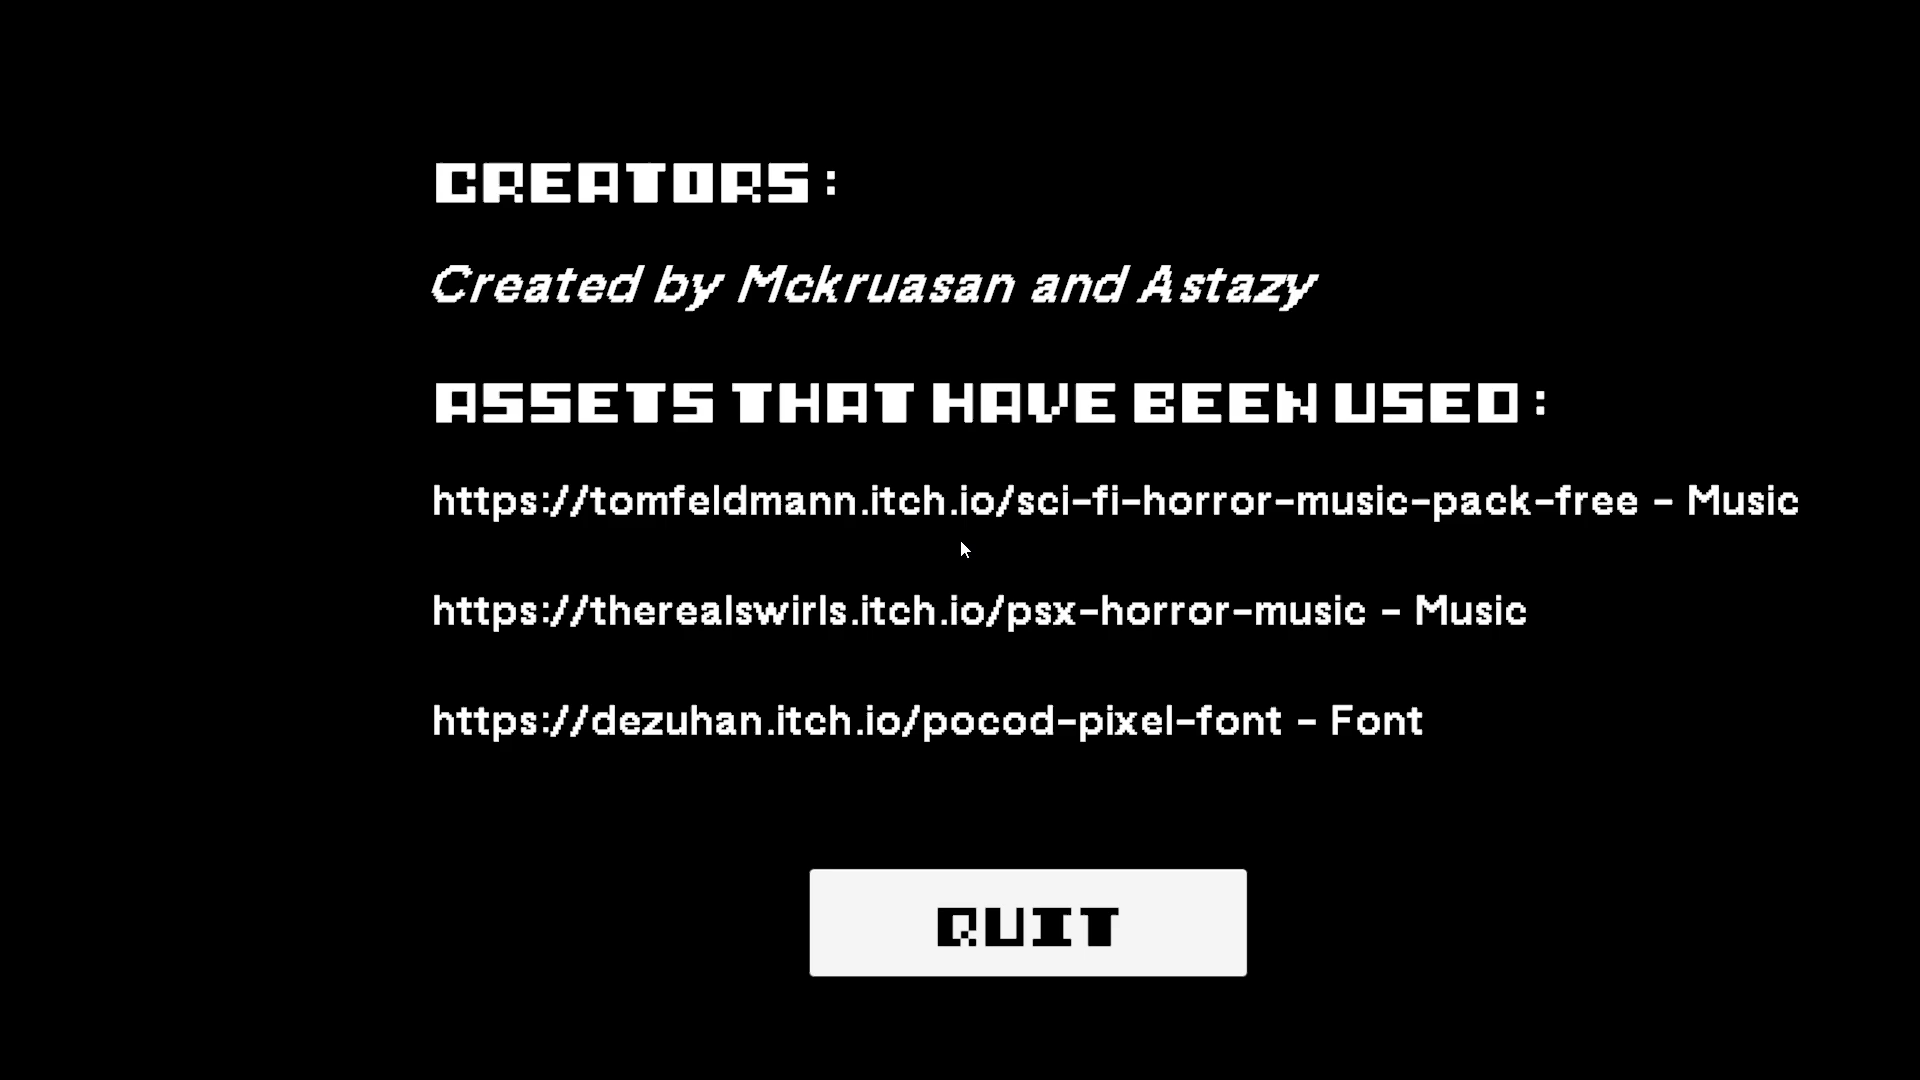 CREATORS:
Created by Mckruasan and Astazy
ASSETS THAT HAVE BEEN USED:
https://tomfeldmann.itch.io/sci-fi-horror-music-pack-free - Music
https://therealswirls.itch.io/psx-horror-music - Music
https://dezuhan.itch.io/pocod-pixel-font - Font
QUIT